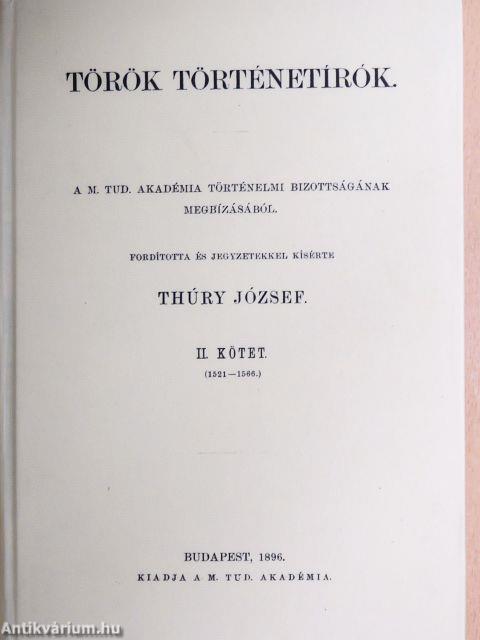 TÖRÖK TÖRTÉNETÍRÓK.
A M. TUD. AKADÉMIA TÖRTÉNELMI BIZOTTSÁGÁNAK
MEGBÍZÁSÁBÓL.
FORDÍTOTTA ÉS JEGYZETEKKEL KÍSÉRTE
THÚRY JÓZSEF.
II. KÖTET.
(1521—1566.)
BUDAPEST, 1896.
KIADJA A M. TUD. AKADÉMIA.
Antikvárium.hu